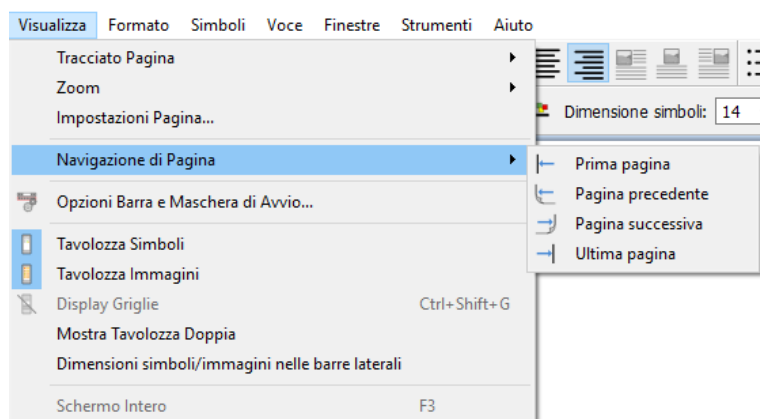 Visualizza Formato Simboli Voce Finestre Strumenti Aiuto
Tracciato Pagina
Zoom
Impostazioni Pagina...
Dimensione simboli: 14
Navigazione di Pagina
Prima pagina
Pagina precedente
Pagina successiva
Ultima pagina
Opzioni Barra e Maschera di Avvio...
Tavolozza Simboli
Tavolozza Immagini
Display Griglie Ctrl+Shift+G
Mostra Tavolozza Doppia
Dimensioni simboli/immagini nelle barre laterali
Schermo Intero F3